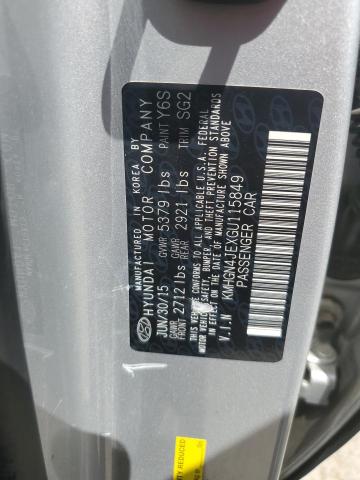 MANUFACTURED IN KOREA BY
HYUNDAI MOTOR COMPANY
JUN/30/15 GVWR 5379 lbs PAINT Y6S
GAWR FRONT 2712 lbs GAWR REAR 2921 lbs TRIM SG2
THIS VEHICLE CONFORMS TO ALL APPLICABLE U.S.A. FEDERAL
MOTOR VEHICLE SAFETY, BUMPER, AND THEFT PREVENTION STANDARDS
IN EFFECT ON THE DATE OF MANUFACTURE SHOWN ABOVE
V.I.N KMHGN4JEXGU115849
PASSENGER CAR
REDUCED